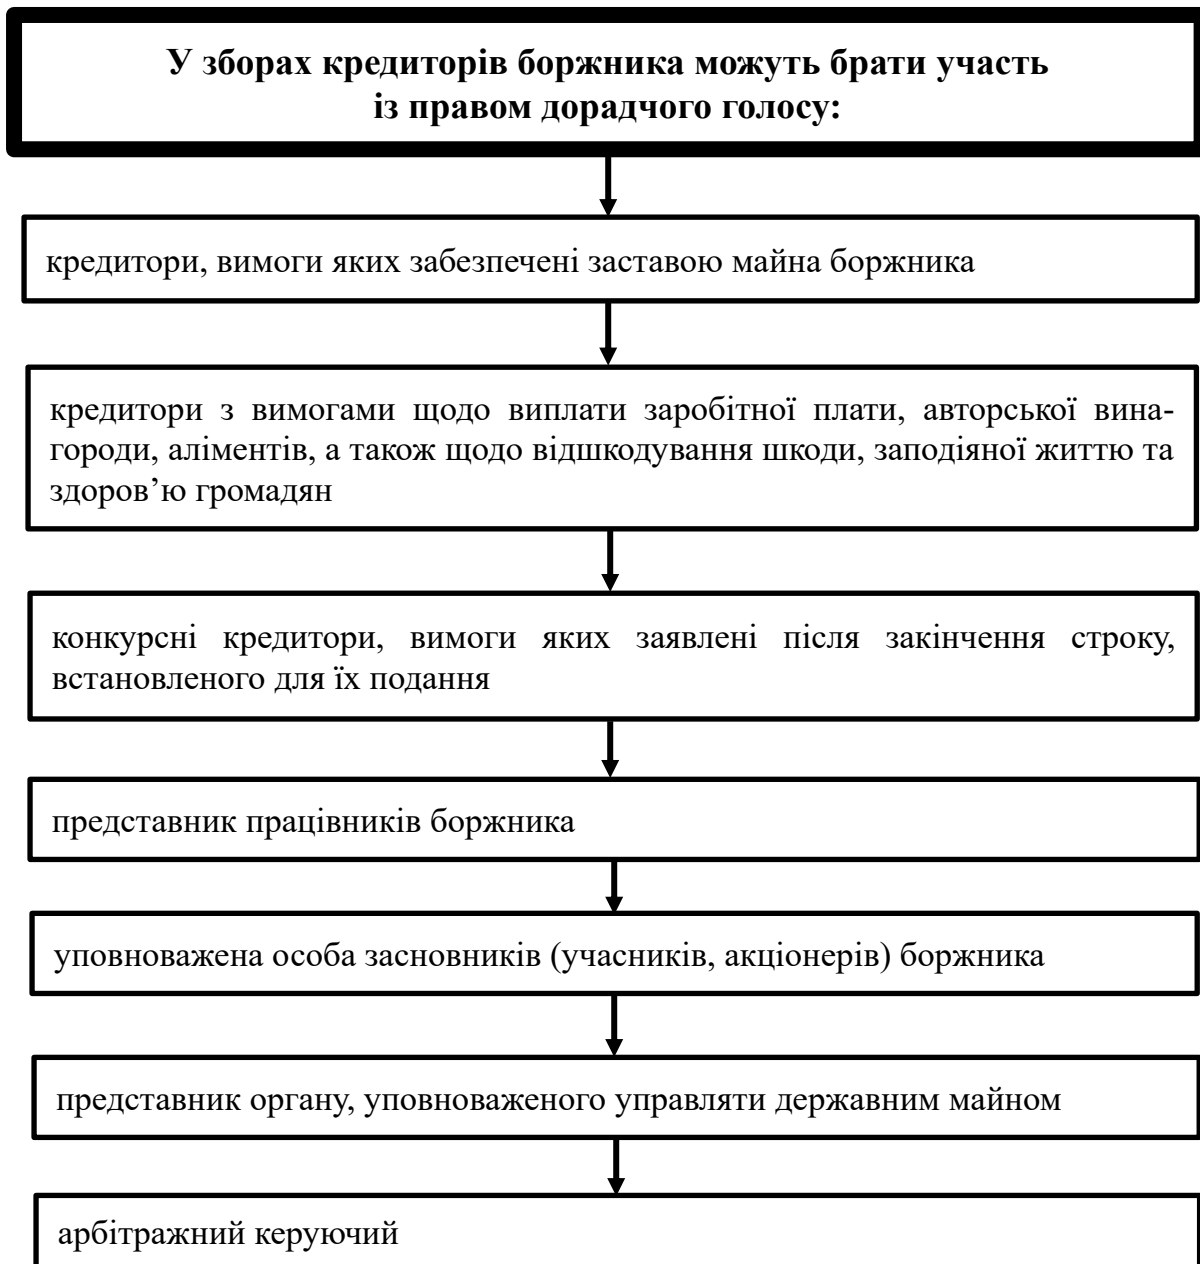 У зборах кредиторів боржника можуть брати участь
із правом дорадчого голосу:
кредитори, вимоги яких забезпечені заставою майна боржника
кредитори з вимогами щодо виплати заробітної плати, авторської вина-
городи, аліментів, а також щодо відшкодування шкоди, заподіяної життю та
здоров’ю громадян
конкурсні кредитори, вимоги яких заявлені після закінчення строку,
встановленого для їх подання
представник працівників боржника
уповноважена особа засновників (учасників, акціонерів) боржника
представник органу, уповноваженого управляти державним майном
арбітражний керуючий